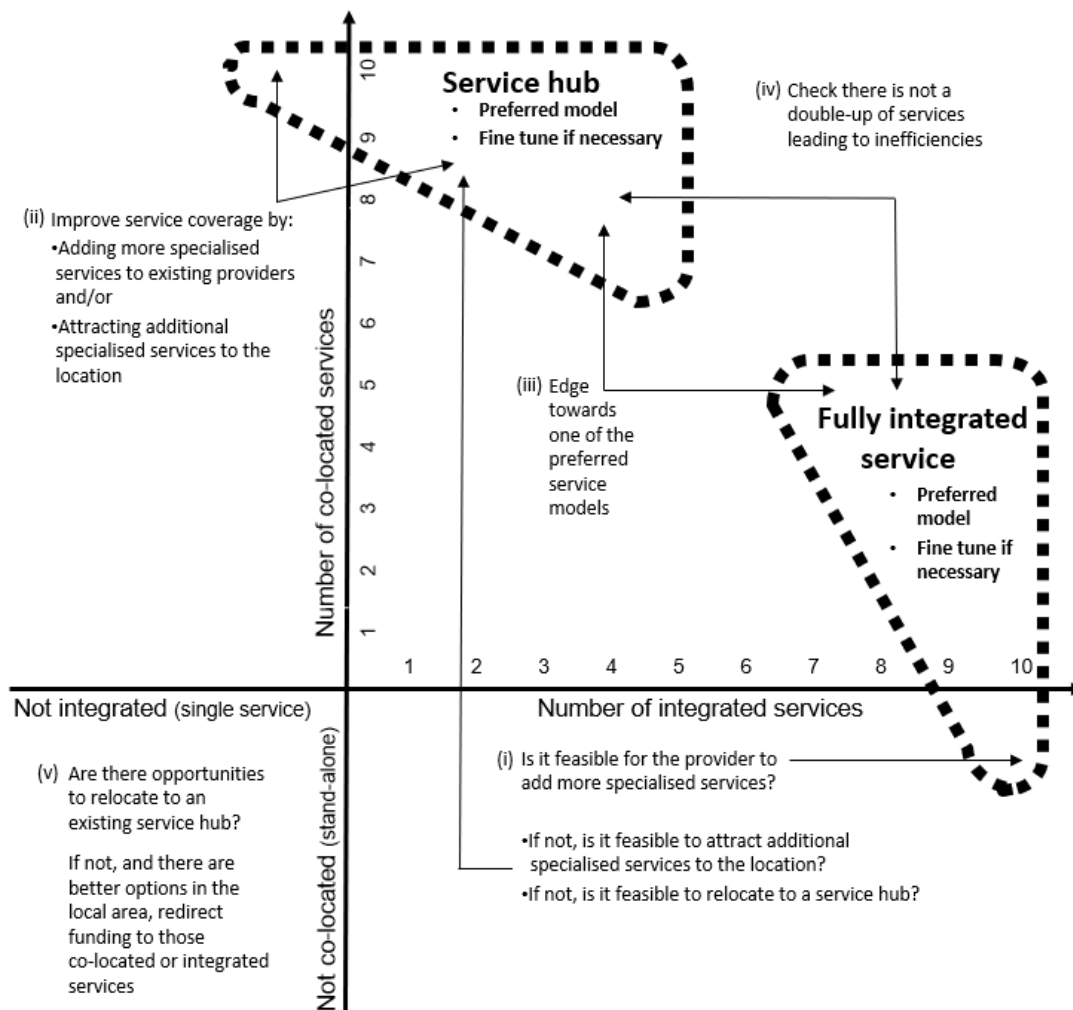 10
9
8
7
6
5
4
3
2
1
Number of co-located services
Service hub
• Preferred model
• Fine tune if necessary
(iv) Check there is not a
double-up of services
leading to inefficiencies
(ii) Improve service coverage by:
•Adding more specialised
services to existing providers
and/or
•Attracting additional
specialised services to the
location
(iii) Edge
towards
one of the
preferred
service
models
Fully integrated
service
• Preferred
model
• Fine tune if
necessary
1 2 3 4 5 6 7 8 9 10
Not integrated (single service)
Number of integrated services
Not co-located (stand-alone)
(v) Are there opportunities
to relocate to an
existing service hub?
If not, and there are
better options in the
local area, redirect
funding to those
co-located or integrated
services
(i) Is it feasible for the provider to
add more specialised services?
•If not, is it feasible to attract additional
specialised services to the location?
•If not, is it feasible to relocate to a service hub?